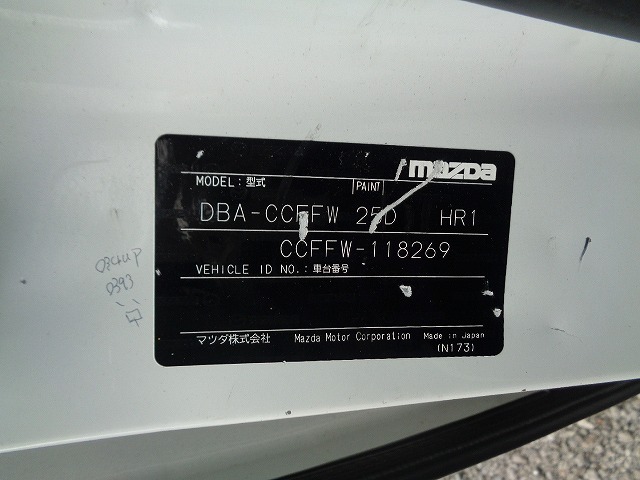 mazda
MODEL:型式 PAINT
DBA-CCFFW 25D HR1
CCFFW-118269
VEHICLE ID NO.:車台番号
マツダ株式会社 Mazda Motor Corporation Made in Japan
(N173)